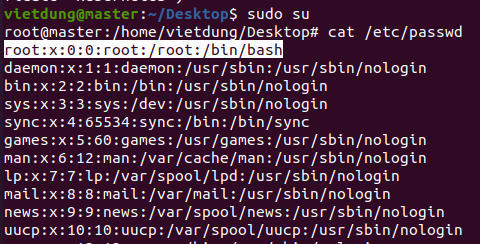 vietdung@master:~/Desktop$ sudo su
root@master:/home/vietdung/Desktop# cat /etc/passwd
root:x:0:0:root:/root:/bin/bash
daemon:x:1:1:daemon:/usr/sbin:/usr/sbin/nologin
bin:x:2:2:bin:/bin:/usr/sbin/nologin
sys:x:3:3:sys:/dev:/usr/sbin/nologin
sync:x:4:65534:sync:/bin:/bin/sync
games:x:5:60:games:/usr/games:/usr/sbin/nologin
man:x:6:12:man:/var/cache/man:/usr/sbin/nologin
lp:x:7:7:lp:/var/spool/lpd:/usr/sbin/nologin
mail:x:8:8:mail:/var/mail:/usr/sbin/nologin
news:x:9:9:news:/var/spool/news:/usr/sbin/nologin
uucp:x:10:10:uucp:/var/spool/uucp:/usr/sbin/nologin